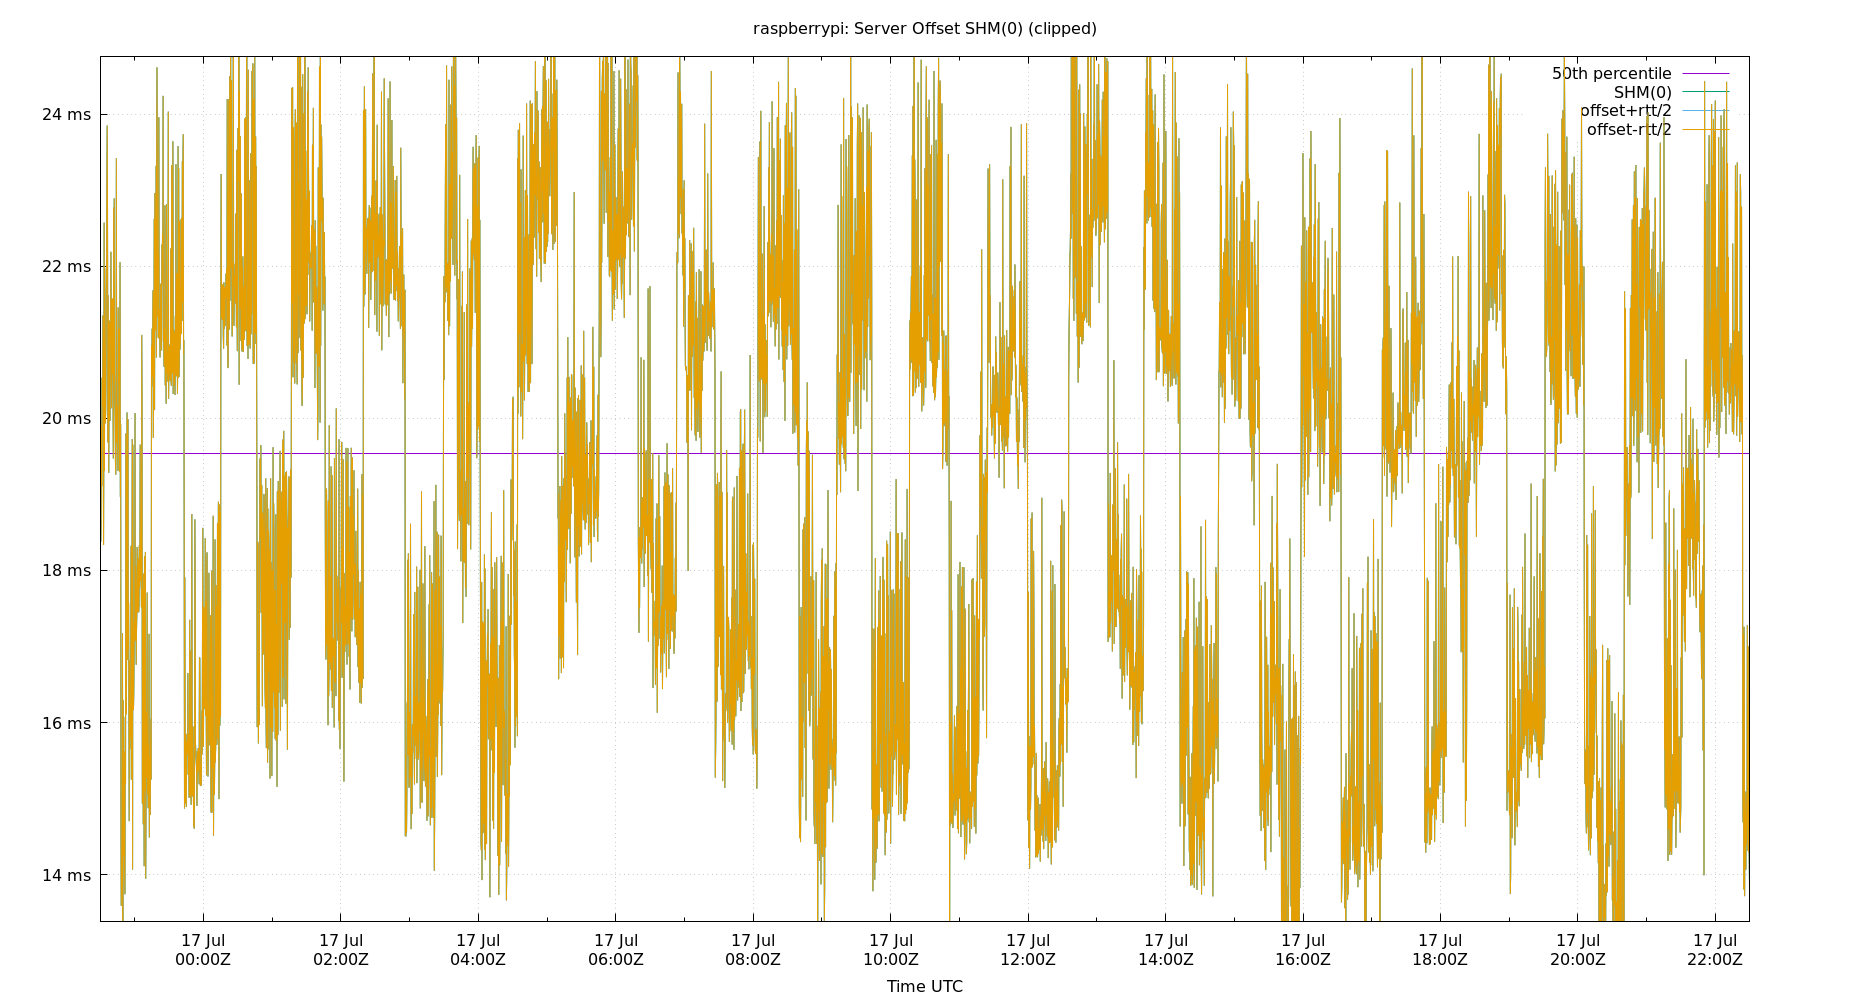 raspberrypi: Server Offset SHM(0) (clipped)
50th percentile
SHM(0)
offset+rtt/2
offset-rtt/2
24 ms
22 ms
20 ms
18 ms
16 ms
14 ms
17 Jul 17 Jul 17 Jul 17 Jul 17 Jul 17 Jul 17 Jul 17 Jul 17 Jul 17 Jul 17 Jul 17 Jul
00:00Z 02:00Z 04:00Z 06:00Z 08:00Z 10:00Z 12:00Z 14:00Z 16:00Z 18:00Z 20:00Z 22:00Z
Time UTC